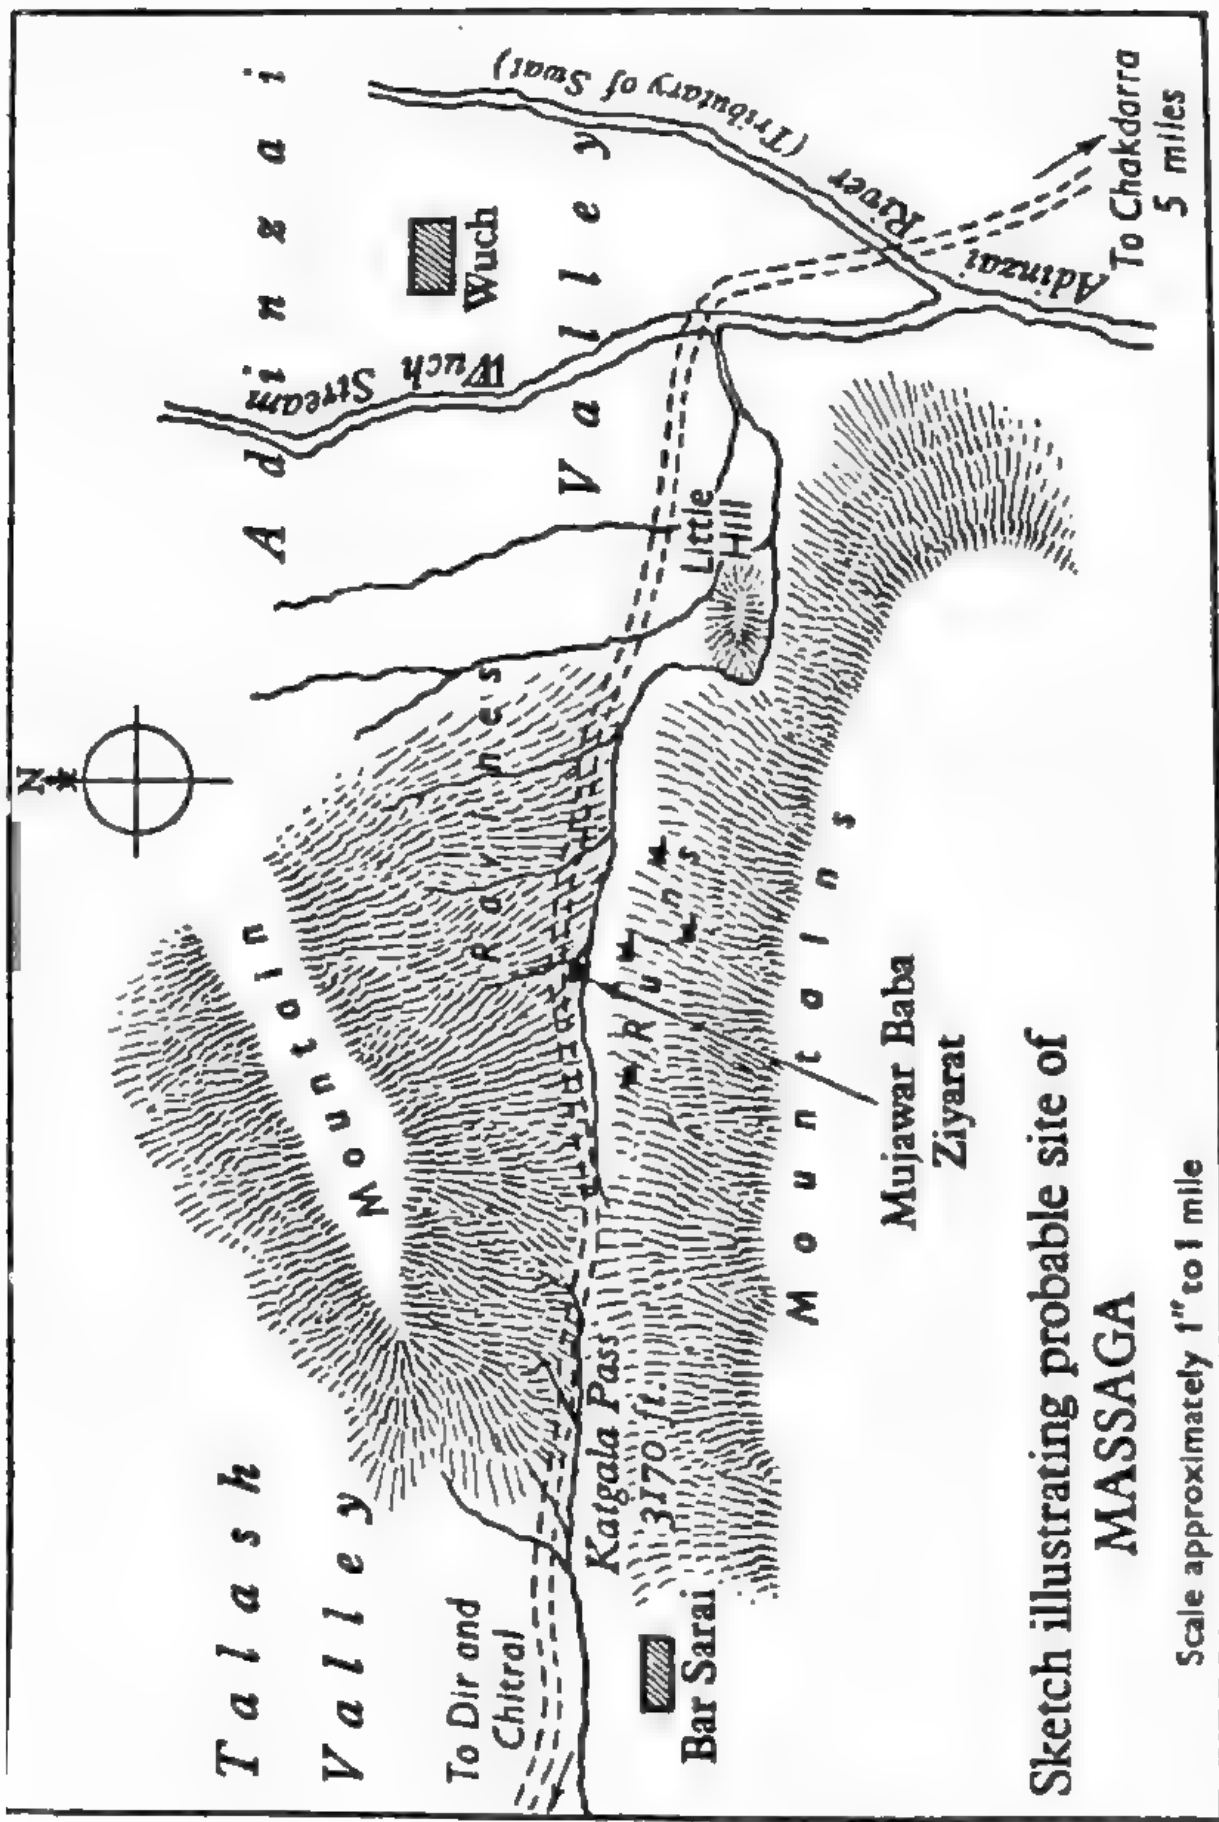 N
Talash
Valley
Mountain
Adinzai
Valley
Wuch
Wuch Stream
Adinzai River (Tributary of Swat)
To Dir and
Chitral
Ravines
Little
Hill
Katgala Pass
3170 ft.
Ruins
Bar Sarai
Mountains
Mujawar Baba
Ziyarat
To Chakdarra
5 miles
Sketch illustrating probable site of
MASSAGA
Scale approximately 1" to 1 mile